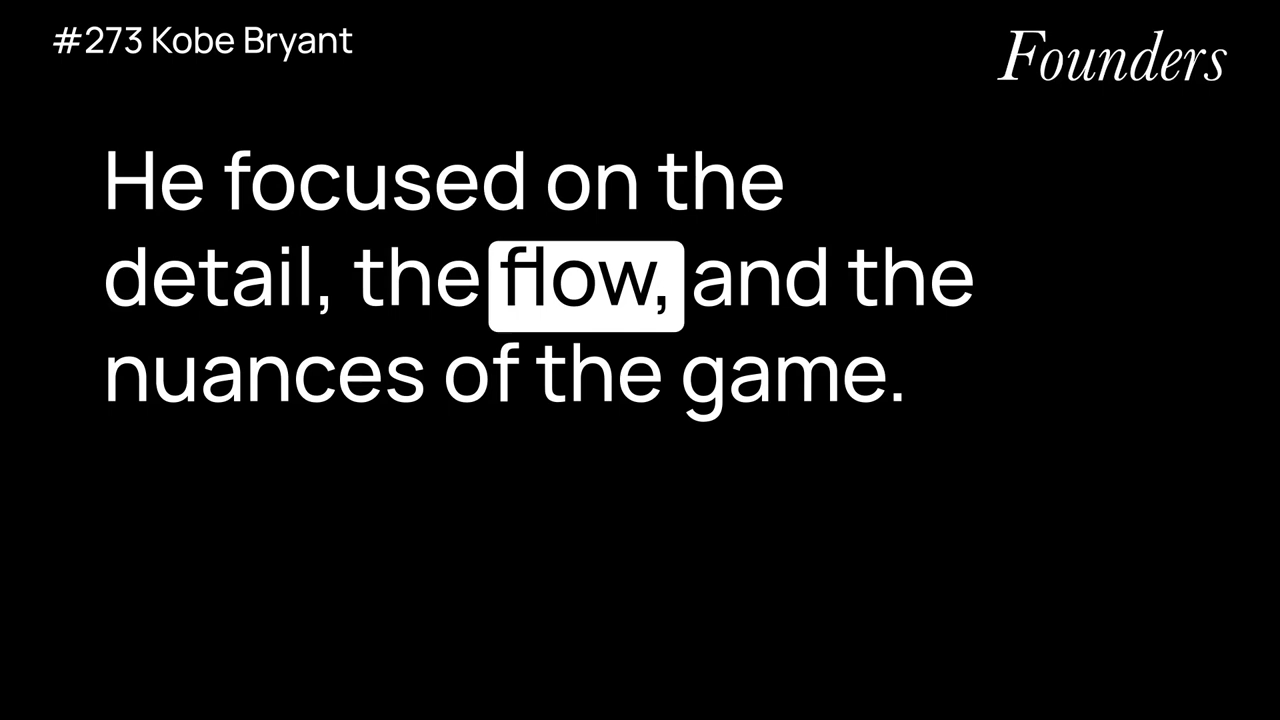 #273 Kobe Bryant
Founders
He focused on the
detail, the flow, and the
nuances of the game.